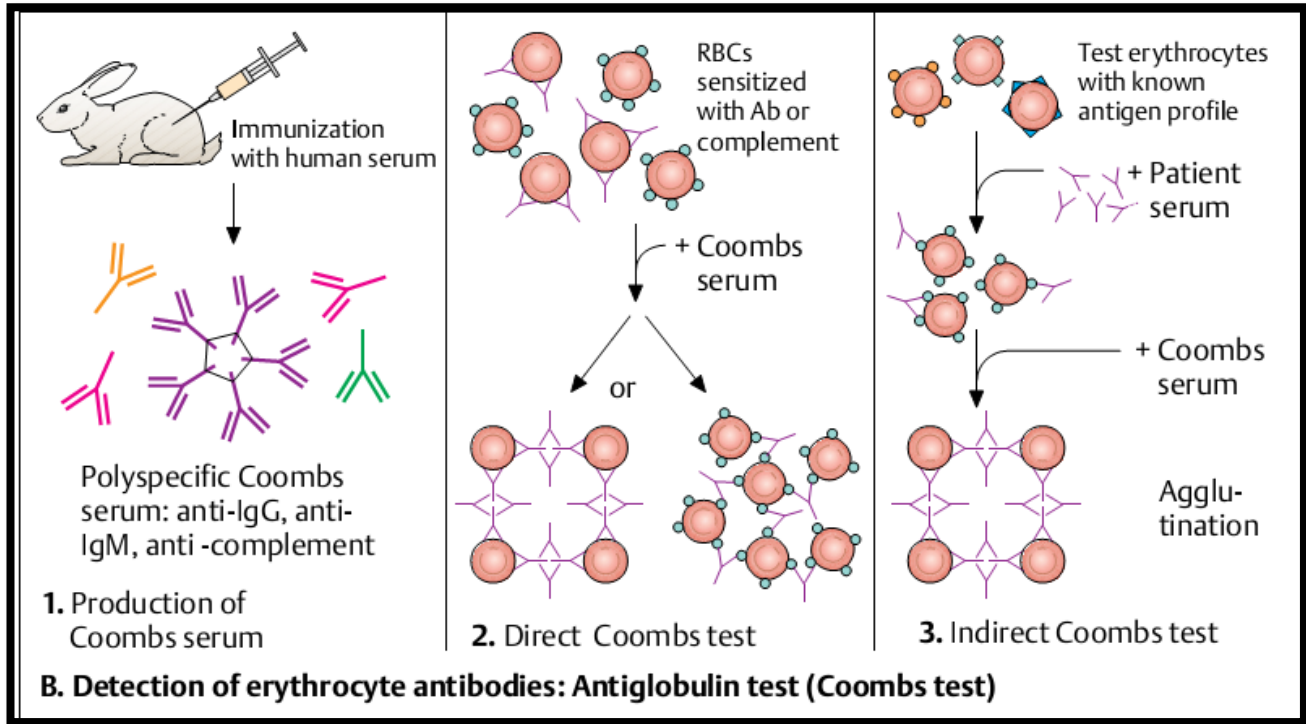 Immunization
with human serum
Polyspecific Coombs
serum: anti-IgG, anti-
IgM, anti -complement
1. Production of
Coombs serum
RBCs
sensitized
with Ab or
complement
+ Coombs
serum
or
2. Direct Coombs test
Test erythrocytes
with known
antigen profile
+ Patient
serum
+ Coombs
serum
Agglu-
tination
3. Indirect Coombs test
B. Detection of erythrocyte antibodies: Antiglobulin test (Coombs test)